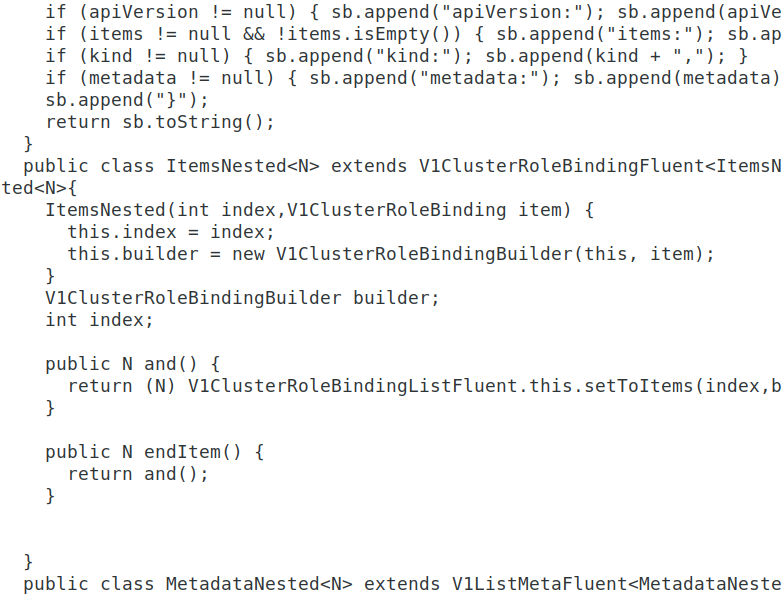 if (apiVersion != null) { sb.append("apiVersion:"); sb.append(apiVe
    if (items != null && !items.isEmpty()) { sb.append("items:"); sb.ap
    if (kind != null) { sb.append("kind:"); sb.append(kind + ","); }
    if (metadata != null) { sb.append("metadata:"); sb.append(metadata)
    sb.append("}");
    return sb.toString();
  }
  public class ItemsNested<N> extends V1ClusterRoleBindingFluent<ItemsN
ted<N>{
    ItemsNested(int index,V1ClusterRoleBinding item) {
      this.index = index;
      this.builder = new V1ClusterRoleBindingBuilder(this, item);
    }
    V1ClusterRoleBindingBuilder builder;
    int index;

    public N and() {
      return (N) V1ClusterRoleBindingListFluent.this.setToItems(index,b
    }

    public N endItem() {
      return and();
    }


  }
  public class MetadataNested<N> extends V1ListMetaFluent<MetadataNeste